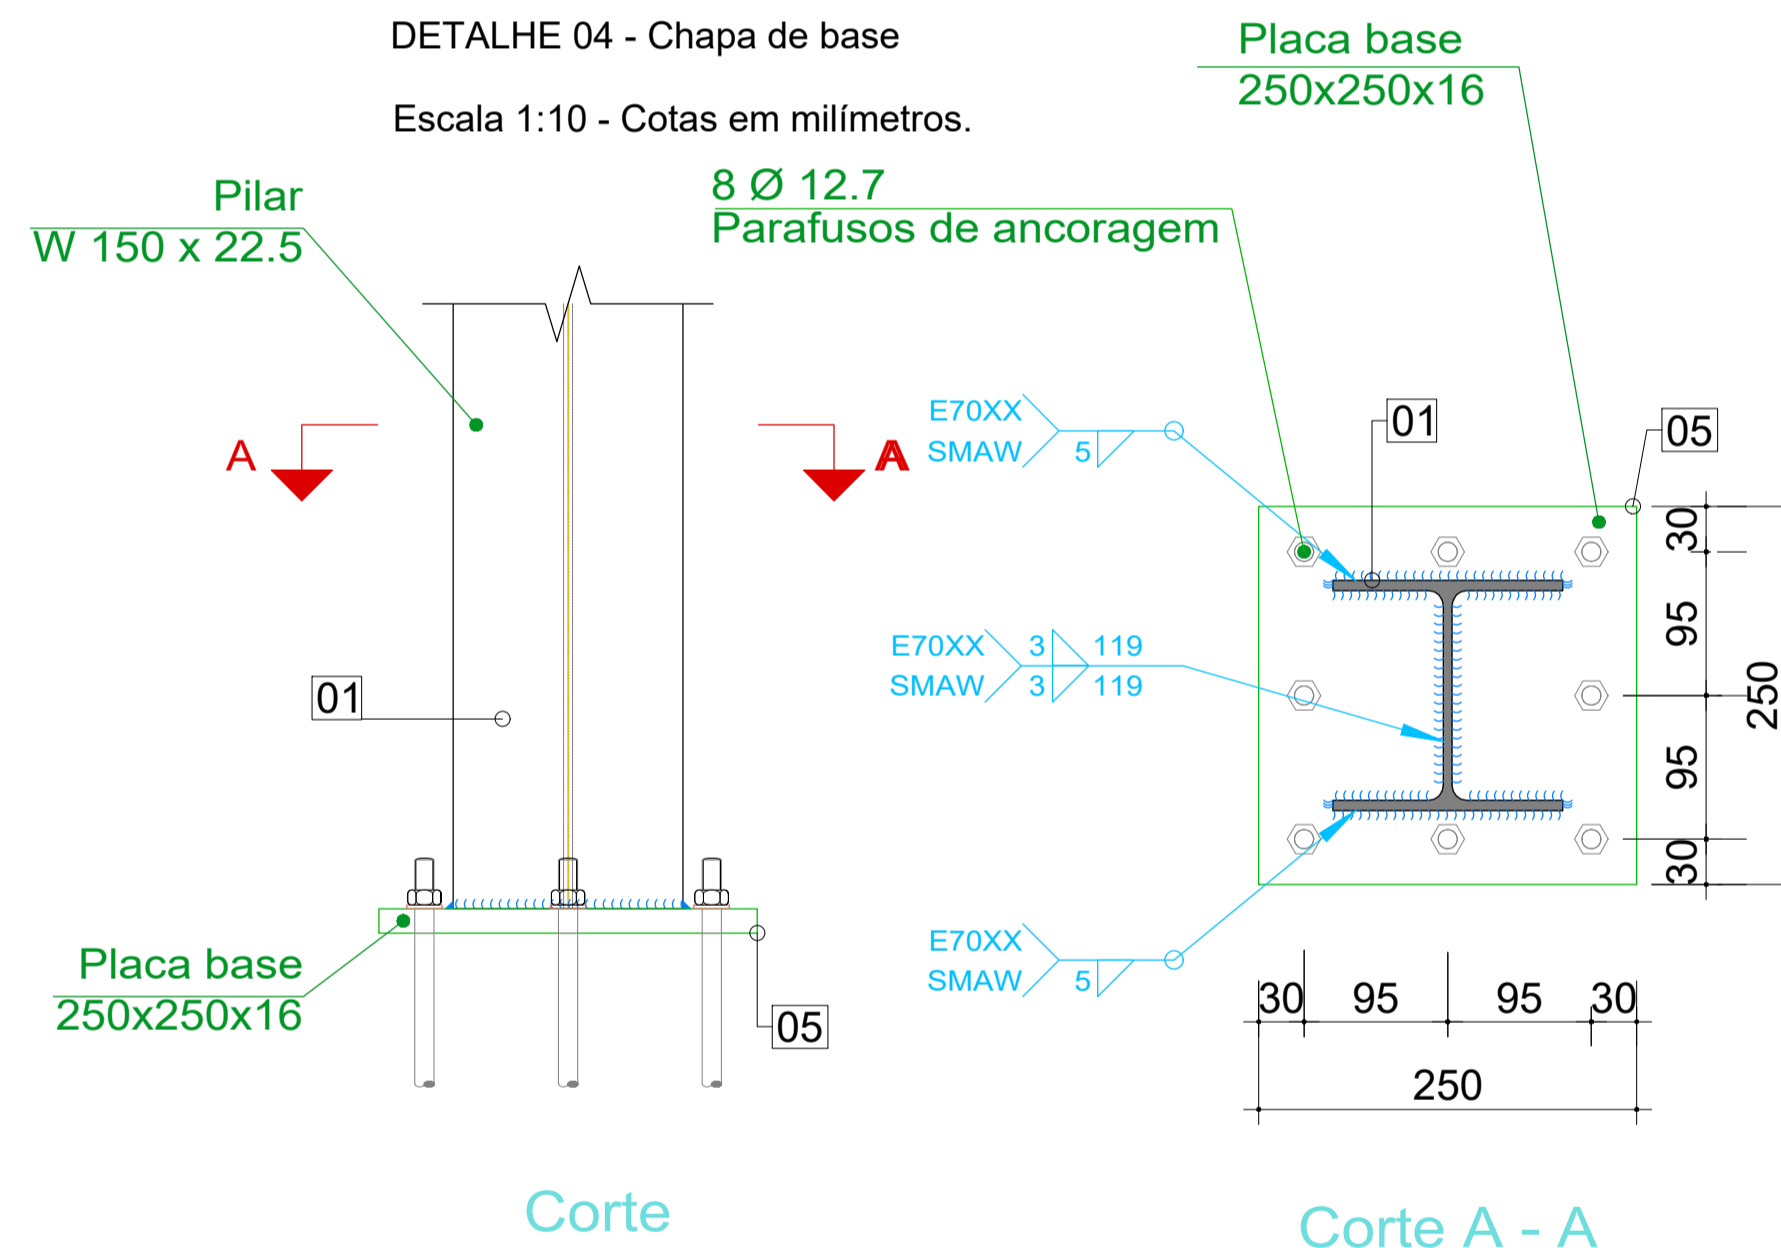 DETALHE 04 - Chapa de base
Escala 1:10 - Cotas em milímetros.
Placa base
250x250x16
8 Ø 12.7
Parafusos de ancoragem
Pilar
W 150 x 22.5
A
A
E70XX
SMAW
5
01
05
E70XX
SMAW
3
119
3
119
01
30
95
95
30
250
E70XX
SMAW
5
Placa base
250x250x16
05
30
95
95
30
250
Corte
Corte A - A